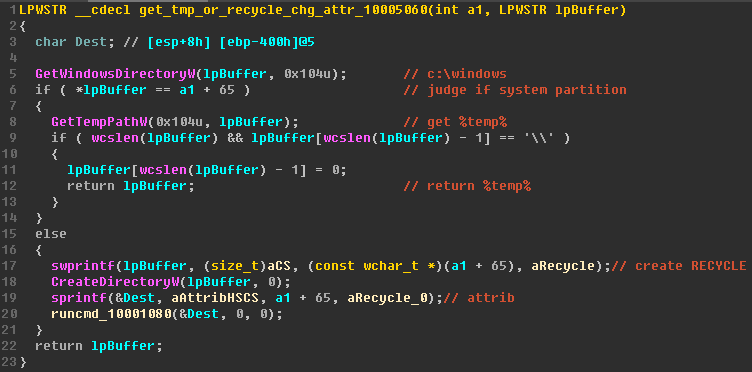 1 LPWSTR __cdecl get_tmp_or_recycle_chg_attr_10005060(int a1, LPWSTR lpBuffer)
2 {
3   char Dest; // [esp+8h] [ebp-400h]@5
4
5   GetWindowsDirectoryW(lpBuffer, 0x104u);       // c:\windows
6   if ( *lpBuffer == a1 + 65 )                   // judge if system partition
7   {
8     GetTempPathW(0x104u, lpBuffer);             // get %temp%
9     if ( wcslen(lpBuffer) && lpBuffer[wcslen(lpBuffer) - 1] == '\\' )
10     {
11       lpBuffer[wcslen(lpBuffer) - 1] = 0;
12       return lpBuffer;                          // return %temp%
13     }
14   }
15   else
16   {
17     swprintf(lpBuffer, (size_t)aCS, (const wchar_t *)(a1 + 65), aRecycle);// create RECYCLE
18     CreateDirectoryW(lpBuffer, 0);
19     sprintf(&Dest, aAttribHSCS, a1 + 65, aRecycle_0);// attrib
20     runcmd_10001080(&Dest, 0, 0);
21   }
22   return lpBuffer;
23 }